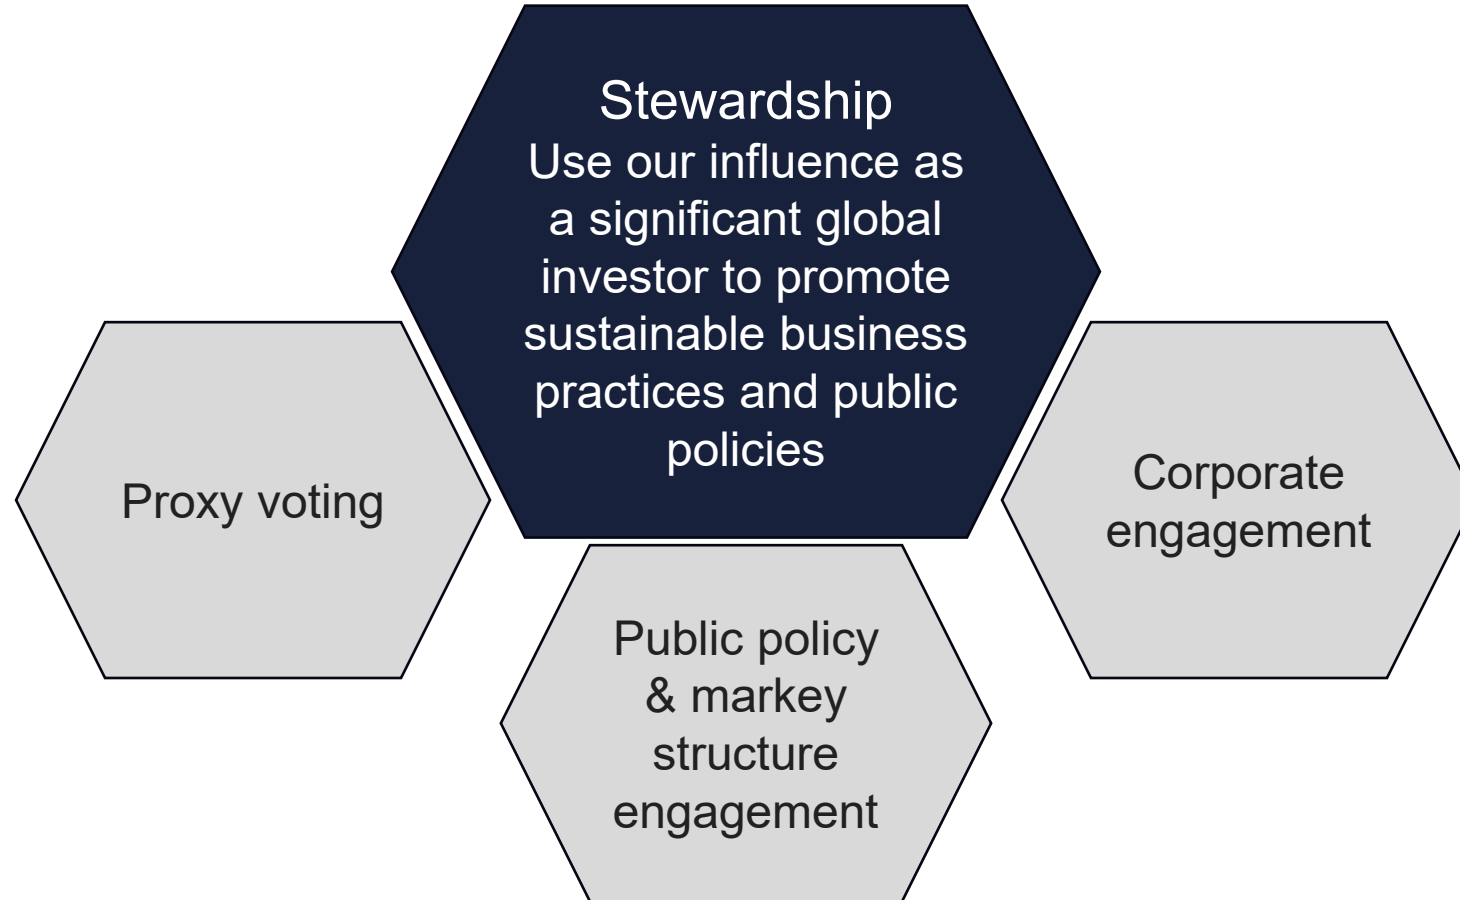 Stewardship
Use our influence as
a significant global
investor to promote
sustainable business
practices and public
policies
Proxy voting
Corporate
engagement
Public policy
& markey
structure
engagement